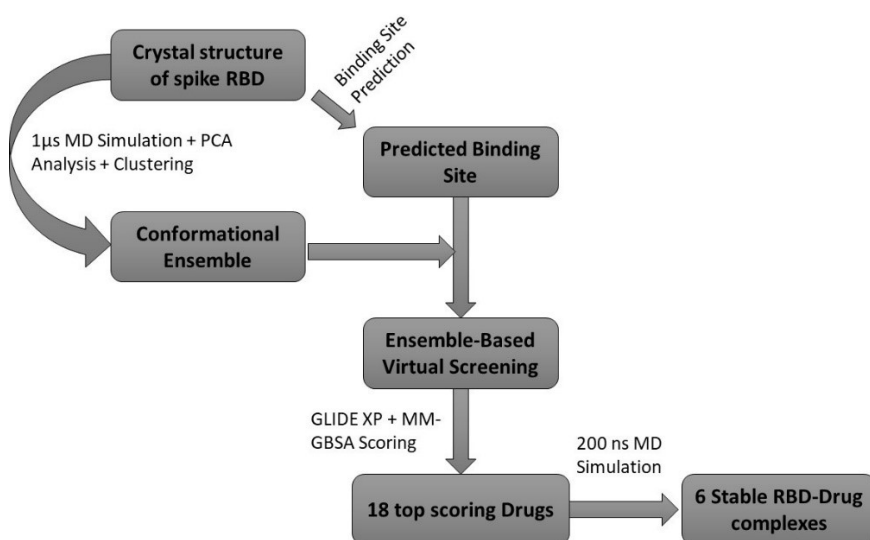 Crystal structure
of spike RBD
Binding Site
Prediction
1µs MD Simulation + PCA
Analysis + Clustering
Predicted Binding
Site
Conformational
Ensemble
Ensemble-Based
Virtual Screening
GLIDE XP + MM-
GBSA Scoring
200 ns MD
Simulation
18 top scoring Drugs
6 Stable RBD-Drug
complexes